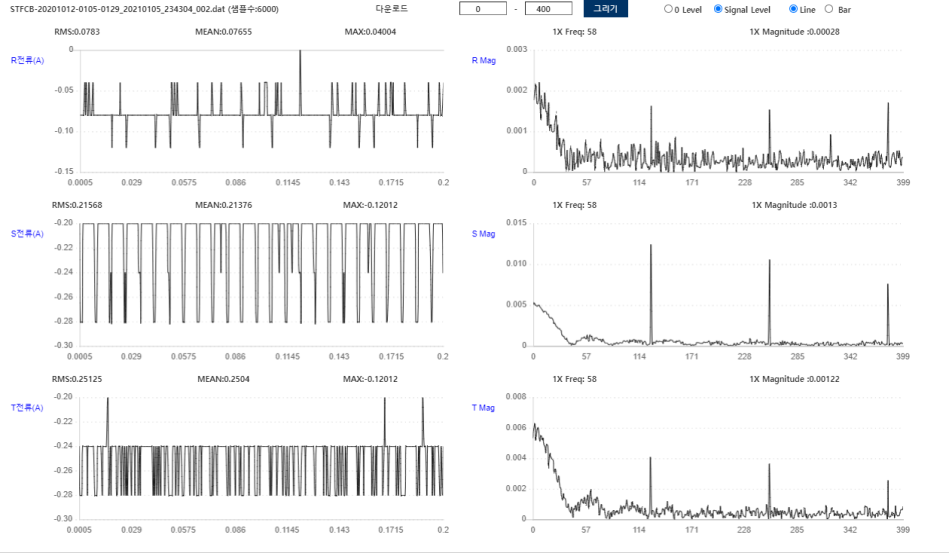 STFCB-20201012-0105-0129_20210105_234304_002.dat (샘플수:6000) 다운로드 0 - 400 그리기 0 Level Signal Level Line Bar
RMS:0.0783 MEAN:0.07655 MAX:0.04004 1X Freq: 58 1X Magnitude :0.00028
R전류(A) R Mag
0 -0.05 -0.10 -0.15
0.0005 0.029 0.0575 0.086 0.1145 0.143 0.1715 0.2
0.003 0.002 0.001 0
0 57 114 171 228 285 342 399
RMS:0.21568 MEAN:0.21376 MAX:-0.12012 1X Freq: 58 1X Magnitude :0.0013
S전류(A) S Mag
-0.20 -0.22 -0.24 -0.26 -0.28 -0.30
0.0005 0.029 0.0575 0.086 0.1145 0.143 0.1715 0.2
0.015 0.010 0.005 0
0 57 114 171 228 285 342 399
RMS:0.25125 MEAN:0.2504 MAX:-0.12012 1X Freq: 58 1X Magnitude :0.00122
T전류(A) T Mag
-0.20 -0.22 -0.24 -0.26 -0.28 -0.30
0.0005 0.029 0.0575 0.086 0.1145 0.143 0.1715 0.2
0.008 0.006 0.004 0.002 0
0 57 114 171 228 285 342 399